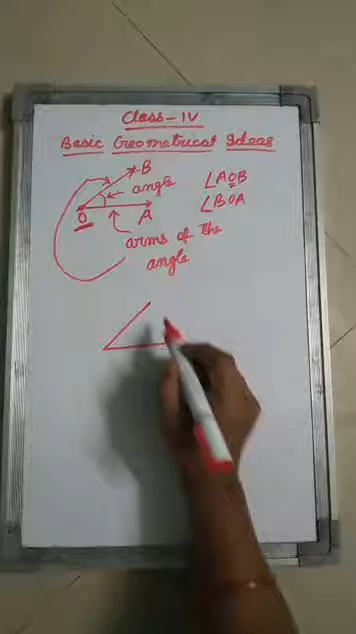 Class-IV
Basic Geometrical Ideas
B
angle
O
A
∠AOB
∠BOA
arms of the
angle